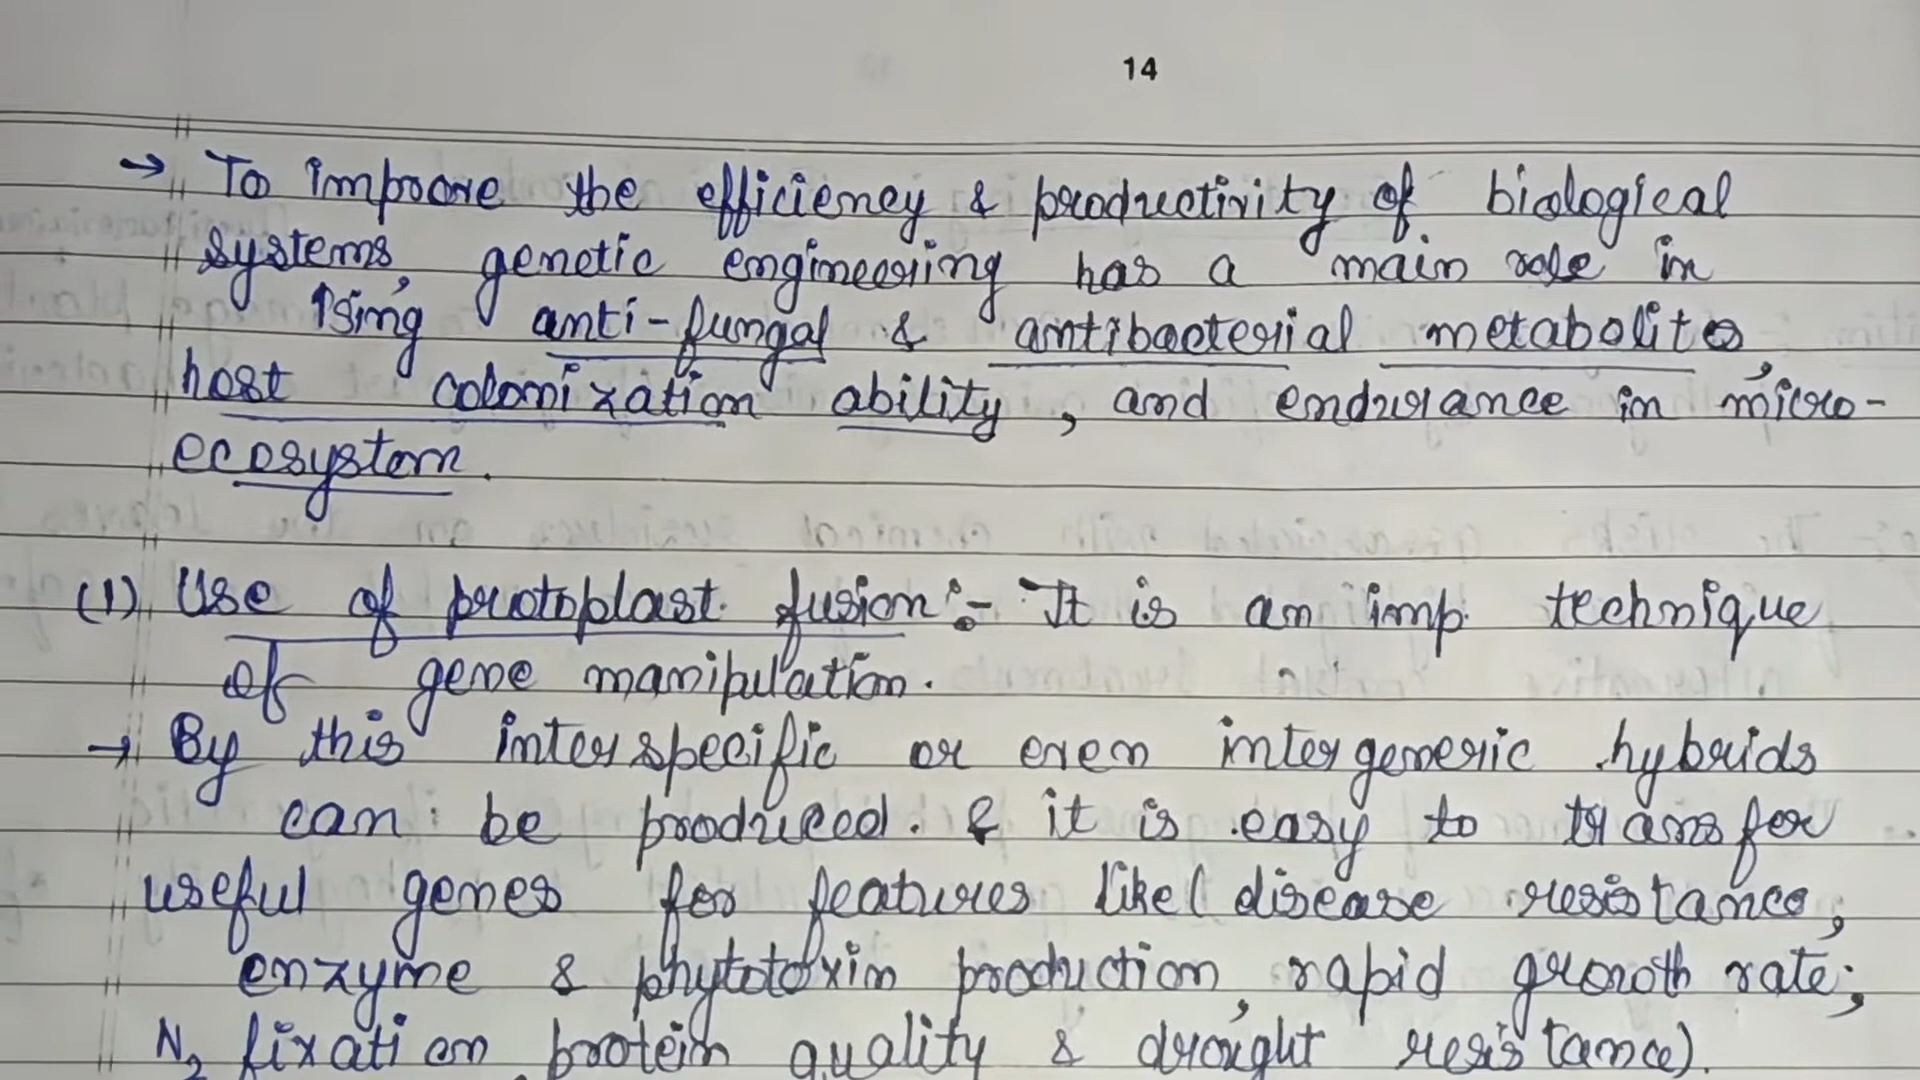 14
→ To improve the efficiency & productivity of biological
systems, genetic engineering has a main role in
↑sing anti-fungal & antibacterial metabolites,
host colonization ability, and endurance in micro-
ecosystem.
(1) Use of protoplast fusion:- It is an imp. technique
of gene manipulation.
→ By this interspecific or even intergeneric hybrids
can be produced. & it is easy to transfer
useful genes for features like (disease resistance,
enzyme & phytotoxin production, rapid growth rate,
N₂ fixation, protein quality & drought resistance).